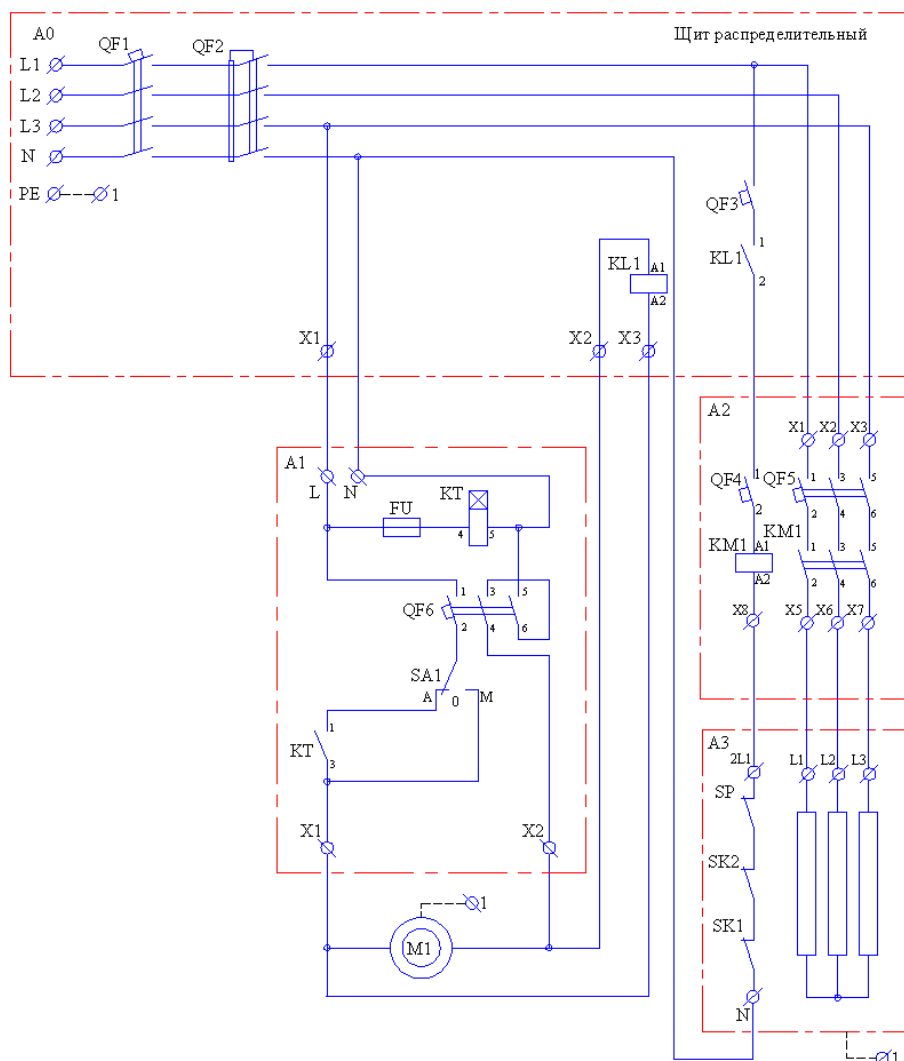 A0
QF1
QF2
Щит распределительный
L1
L2
L3
N
PE
1
QF3
1
KL1
2
KL1
A1
A2
X1
X2
X3
A2
X1
X2
X3
A1
L
N
QF4
1
2
QF5
1
3
5
2
4
6
FU
KT
4
5
KM1
A1
A2
KM1
1
3
5
2
4
6
QF6
1
3
5
2
4
6
X8
X5
X6
X7
SA1
A
0
M
KT
1
3
A3
2L1
L1
L2
L3
SP
X1
X2
SK2
1
SK1
M1
N
1